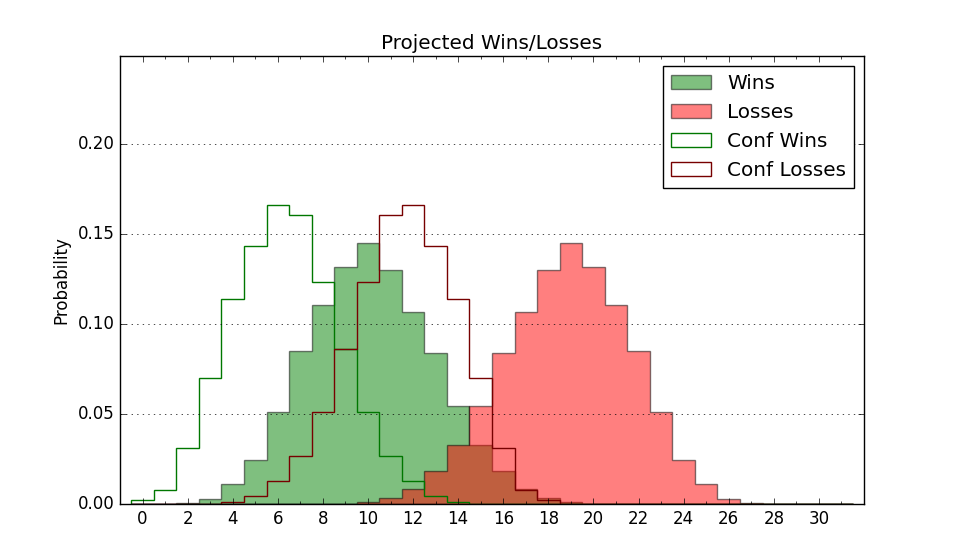 Projected Wins/Losses
Wins
Losses
Conf Wins
Conf Losses
Probability
0.20
0.15
0.10
0.05
0.00
0 2 4 6 8 10 12 14 16 18 20 22 24 26 28 30